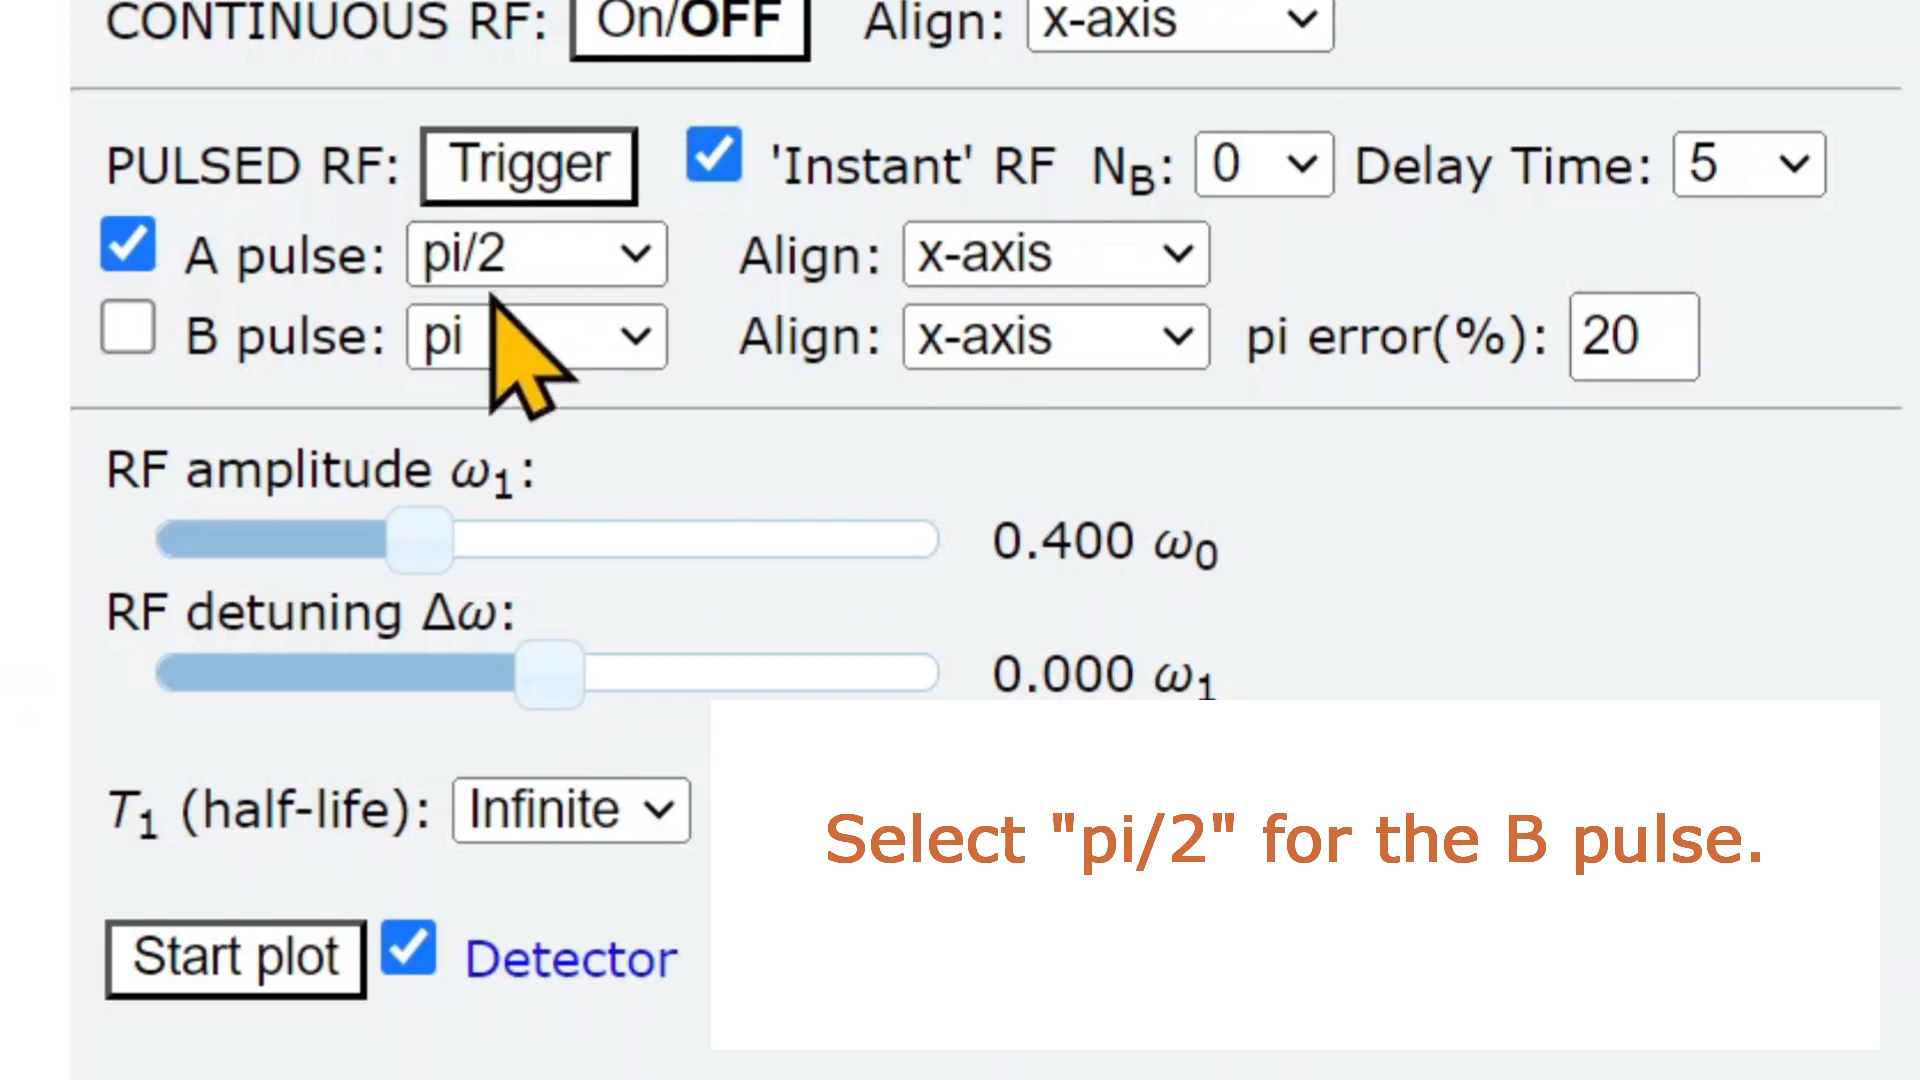 CONTINUOUS RF: On/OFF Align: x-axis
PULSED RF: Trigger 'Instant' RF N_B: 0 Delay Time: 5
A pulse: pi/2 Align: x-axis
B pulse: pi Align: x-axis pi error(%): 20
RF amplitude ω₁:
0.400 ω₀
RF detuning Δω:
0.000 ω₁
T₁ (half-life): Infinite
Select "pi/2" for the B pulse.
Start plot Detector